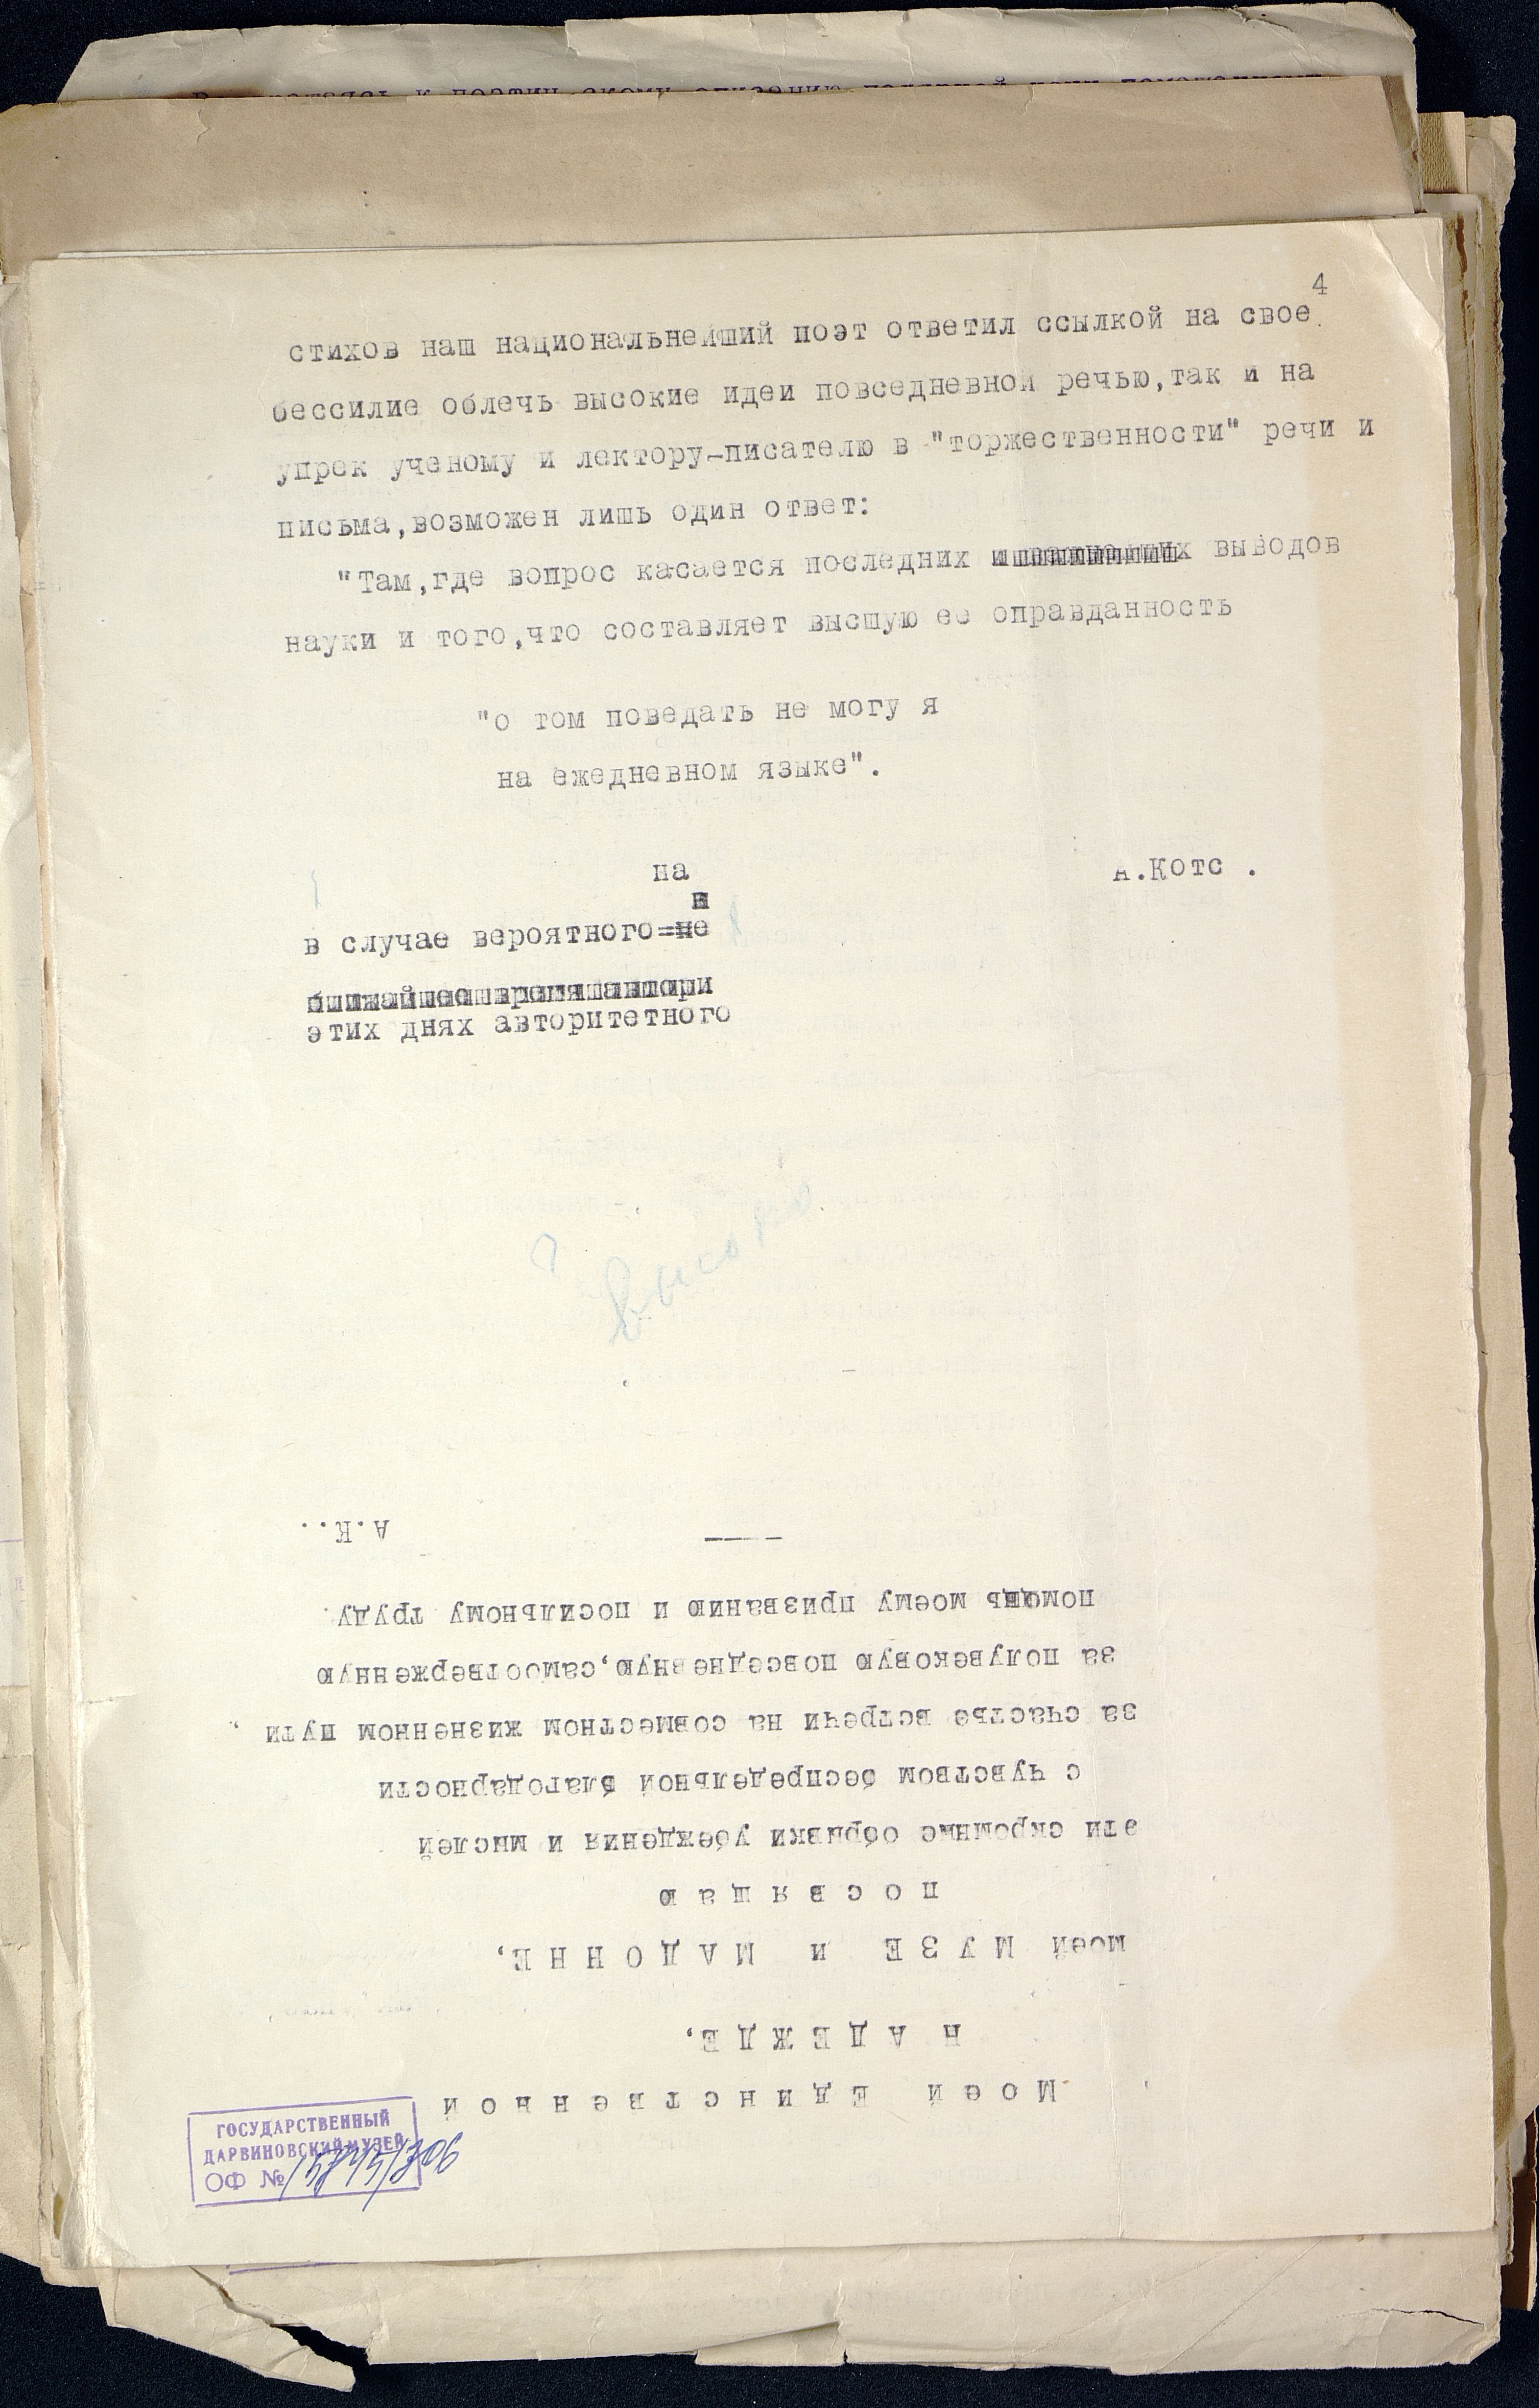 4
стихов наш национальнейший поэт ответил ссылкой на свое
бессилие облечь высокие идеи повседневной речью,так и на
упрек ученому и лектору-писателю в "торжественности" речи и
письма,возможен лишь один ответ:
"Там,где вопрос касается последних выводов
науки и того,что составляет высшую ее оправданность
"о том поведать не могу я
на ежедневном языке".
А.Котс .
на
в случае вероятного=не
этих днях авторитетного
высоко
Моей Единственной
НАДЕЖДЕ,
моей МУЗЕ и МАДОННЕ,
посвящаю
эти скромные обрывки убеждения и мыслей
с чувством беспредельной благодарности
за счастье встречи на совместном жизненном пути ,
за полувековую повседневную,самоотверженную
помощь моему призванию и посильному труду.
А.К..
ГОСУДАРСТВЕННЫЙ
ДАРВИНОВСКИЙ МУЗЕЙ
ОФ №